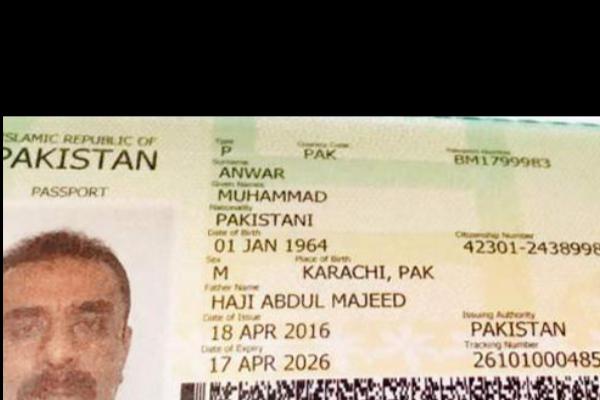 ISLAMIC REPUBLIC OF
PAKISTAN
PASSPORT
Type
P
Country Code
PAK
Passport Number
BM1799983
Surname
ANWAR
Given Names
MUHAMMAD
Nationality
PAKISTANI
Date of Birth
01 JAN 1964
Citizenship Number
42301-2438998
Sex
M
Place of Birth
KARACHI, PAK
Father Name
HAJI ABDUL MAJEED
Date of Issue
18 APR 2016
Issuing Authority
PAKISTAN
Date of Expiry
17 APR 2026
Tracking Number
26101000485